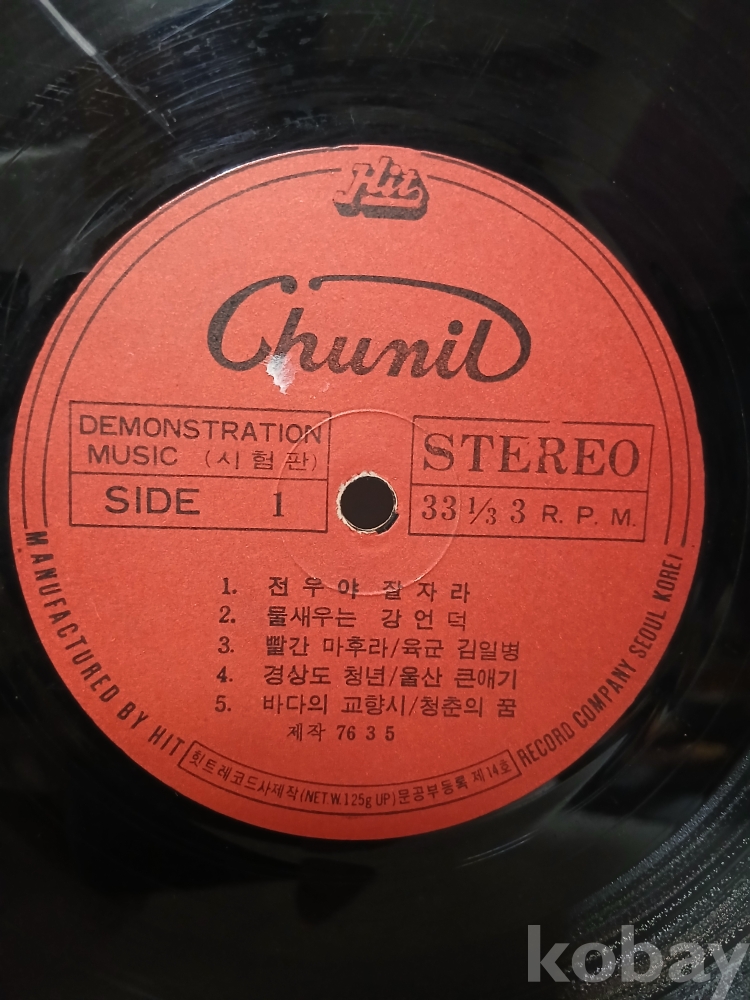 Hit
Chunil
DEMONSTRATION
MUSIC (시험판)
SIDE 1
STEREO
33 1/3 3 R. P. M.
1. 전우야 잘자라
2. 물새우는 강언덕
3. 빨간 마후라/육군 김일병
4. 경상도 청년/울산 큰애기
5. 바다의 교향시/청춘의 꿈
제작 76 3 5
MANUFACTURED BY HIT RECORD COMPANY SEOUL KOREA
힛트레코드사제작(NET.W.125g UP)문공부등록 제14호
kobay